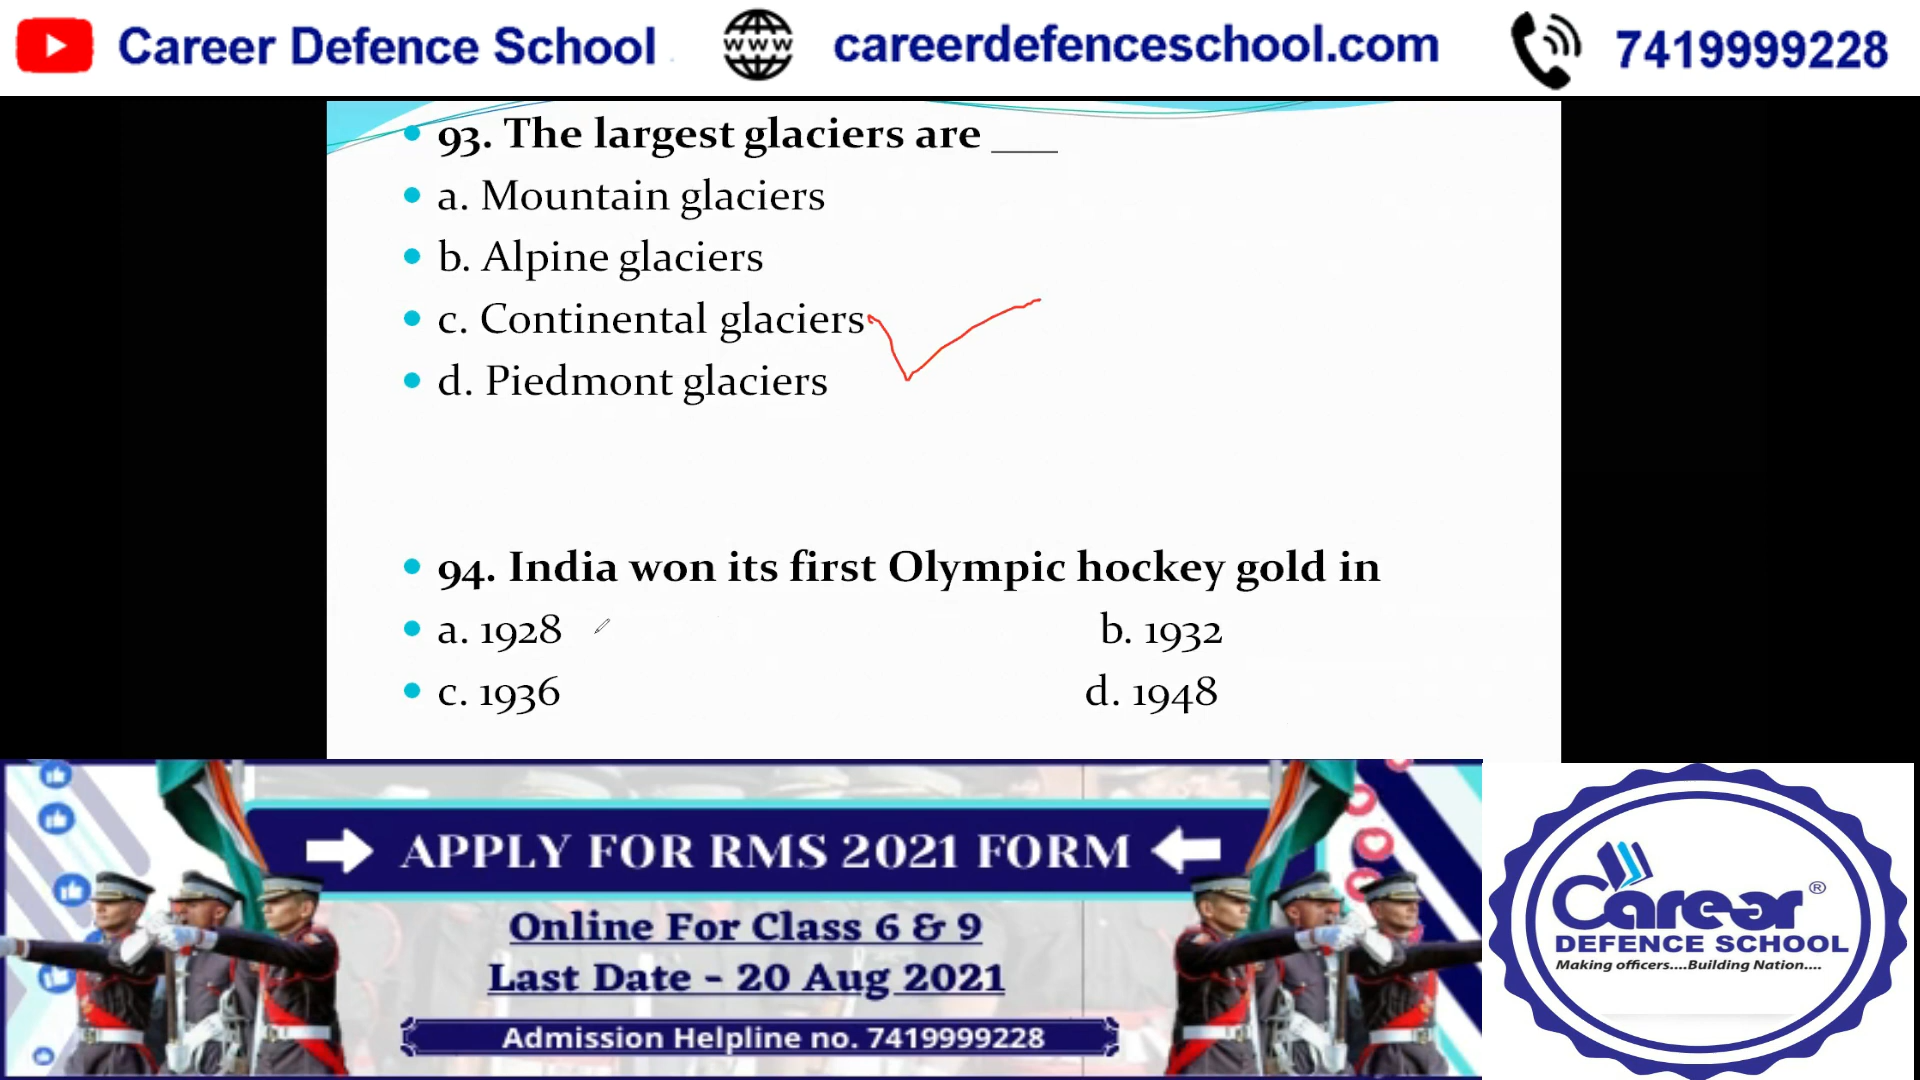 Career Defence School
www
careerdefenceschool.com
7419999228
93. The largest glaciers are ___
a. Mountain glaciers
b. Alpine glaciers
c. Continental glaciers
d. Piedmont glaciers
94. India won its first Olympic hockey gold in
a. 1928 b. 1932
c. 1936 d. 1948
APPLY FOR RMS 2021 FORM
Online For Class 6 & 9
Last Date - 20 Aug 2021
Admission Helpline no. 7419999228
Career ®
DEFENCE SCHOOL
Making officers....Building Nation....